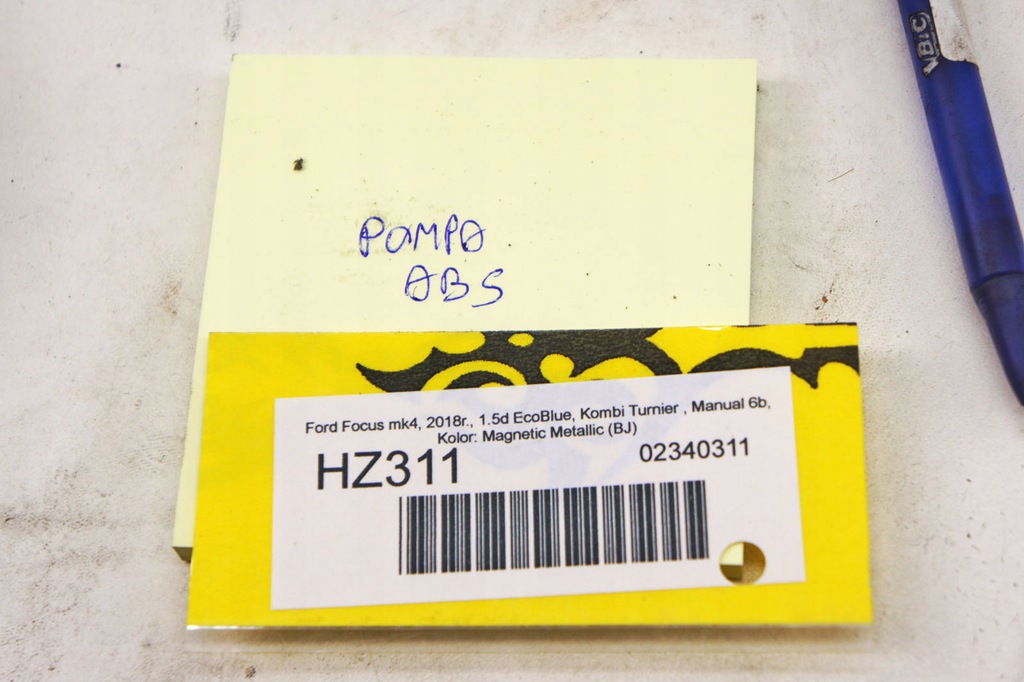 BIC
POMPA
ABS
Ford Focus mk4, 2018r., 1.5d EcoBlue, Kombi Turnier , Manual 6b,
Kolor: Magnetic Metallic (BJ)
HZ311
02340311